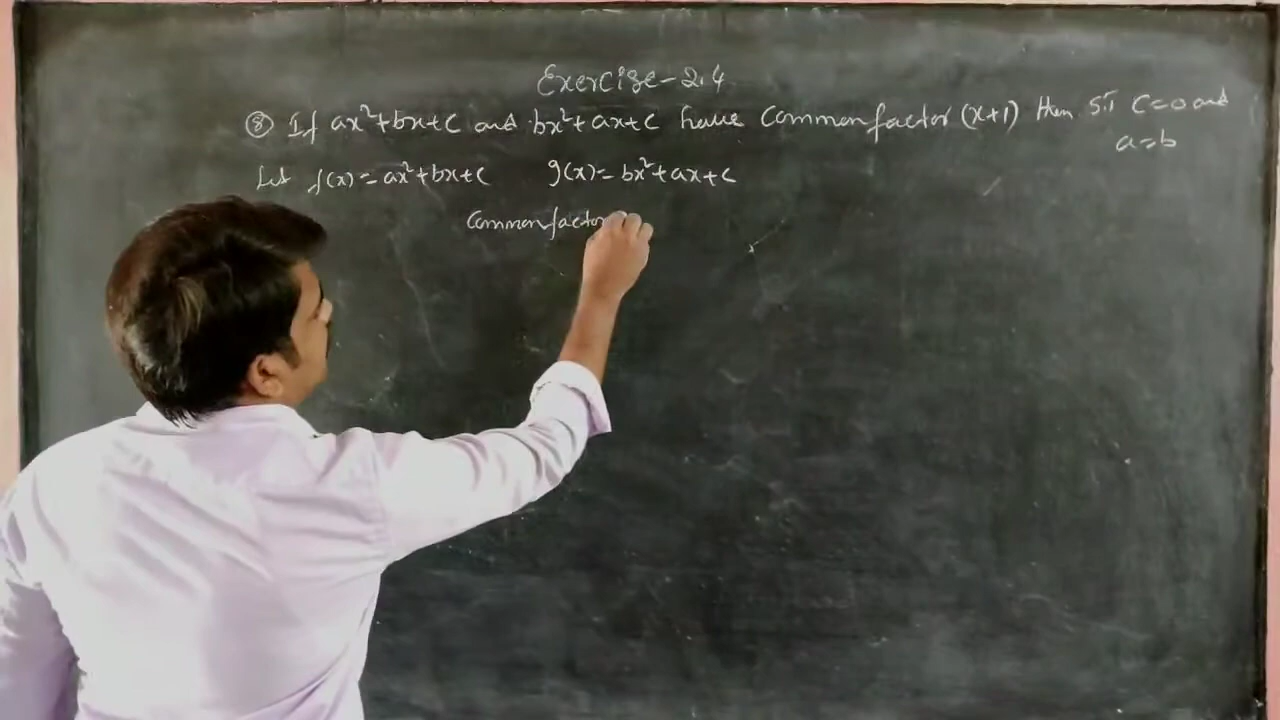 Exercise-2.4
⑧ If ax²+bx+c and bx²+ax+c have common factor (x+1) then S.T c=0 and
a=b
Let f(x)=ax²+bx+c g(x)=bx²+ax+c
Common factor